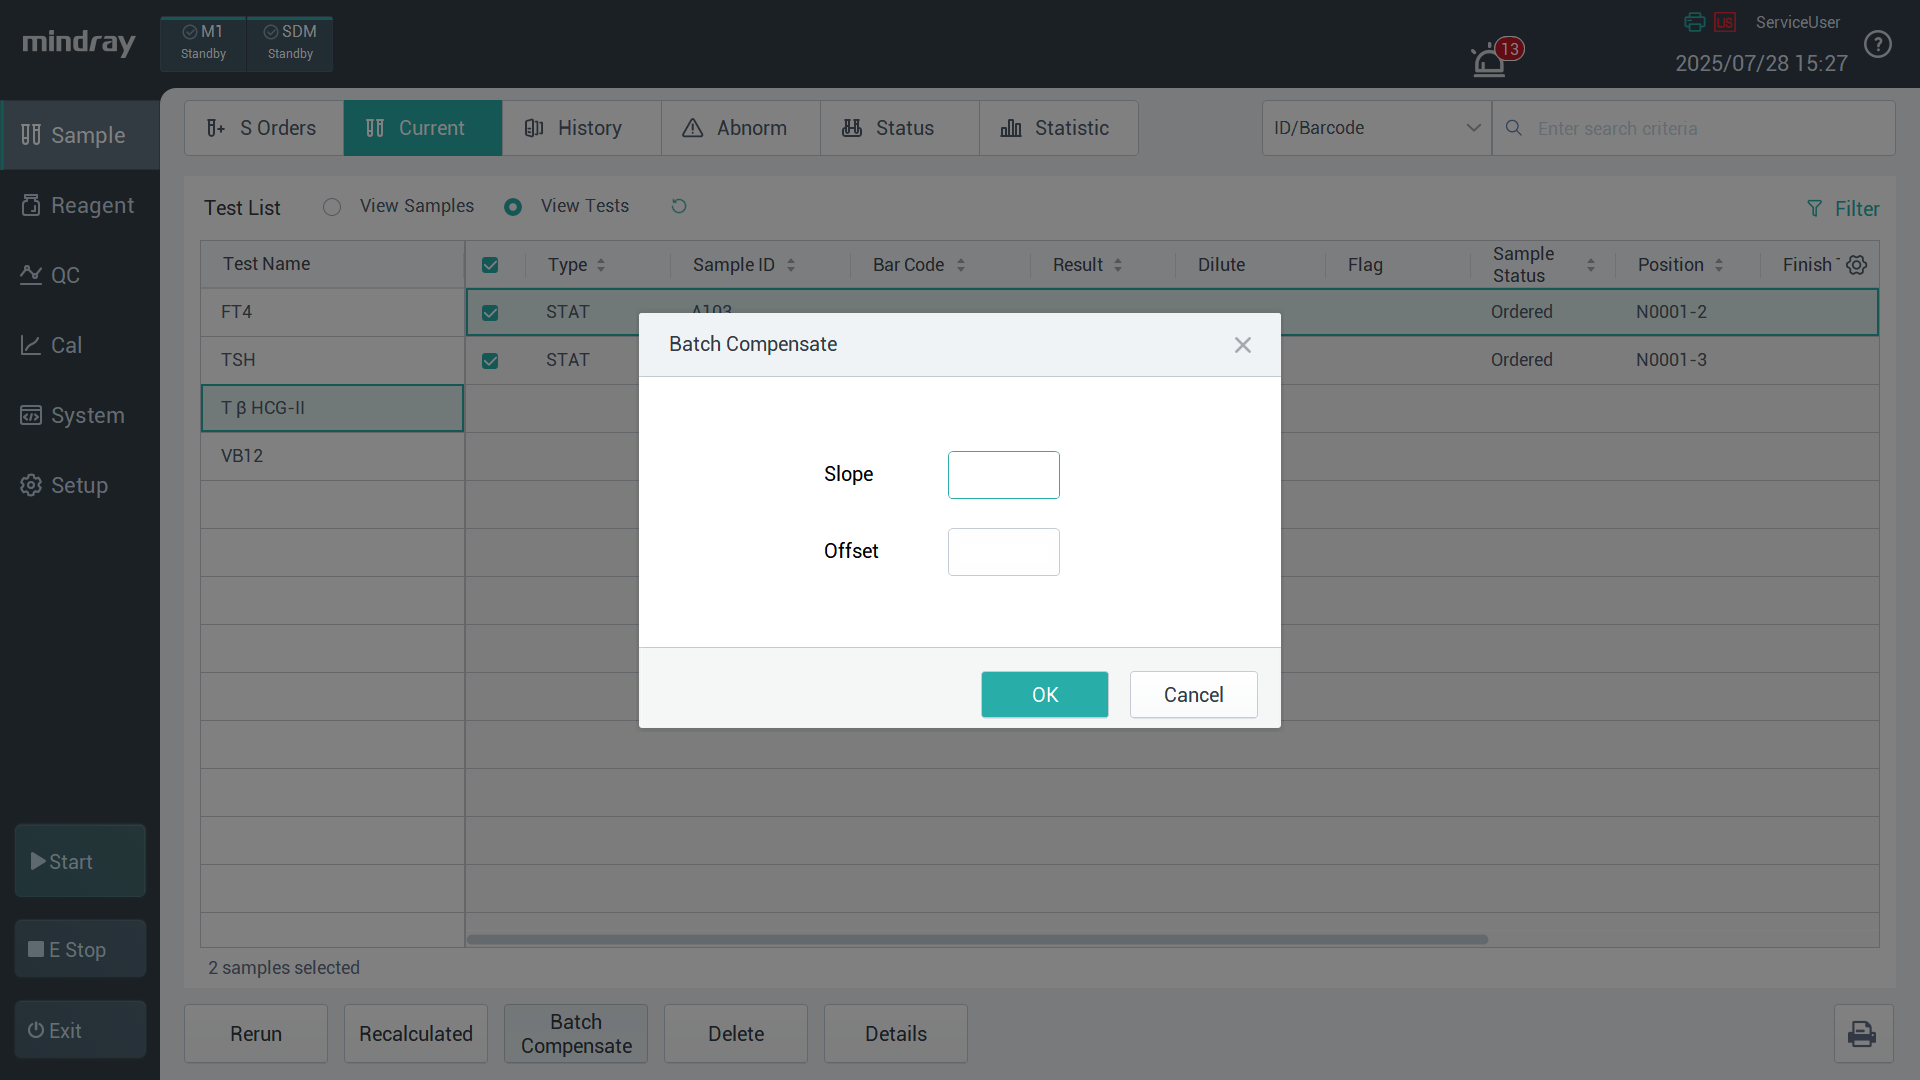 mindray
M1
Standby
SDM
Standby
13
LIS
ServiceUser
2025/07/28 15:27
?
Sample
Reagent
QC
Cal
System
Setup
Start
E Stop
Exit
S Orders
Current
History
Abnorm
Status
Statistic
ID/Barcode
Enter search criteria
Test List
View Samples
View Tests
Filter
Test Name
Type
Sample ID
Bar Code
Result
Dilute
Flag
Sample
Status
Position
Finish
FT4
STAT
A103
Ordered
N0001-2
TSH
STAT
Ordered
N0001-3
T β HCG-II
VB12
Batch Compensate
Slope
Offset
OK
Cancel
2 samples selected
Rerun
Recalculated
Batch
Compensate
Delete
Details